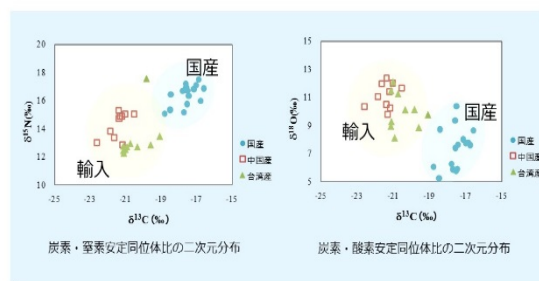 20
18
16
14
12
10
δ15N(‰)
国産
輸入
国産
中国産
台湾産
-25 -23 -21 -19 -17 -15
δ13C (‰)
炭素・窒素安定同位体比の二次元分布
15
13
11
9
7
5
δ18O(‰)
国産
輸入
国産
中国産
台湾産
-25 -23 -21 -19 -17 -15
δ13C (‰)
炭素・酸素安定同位体比の二次元分布